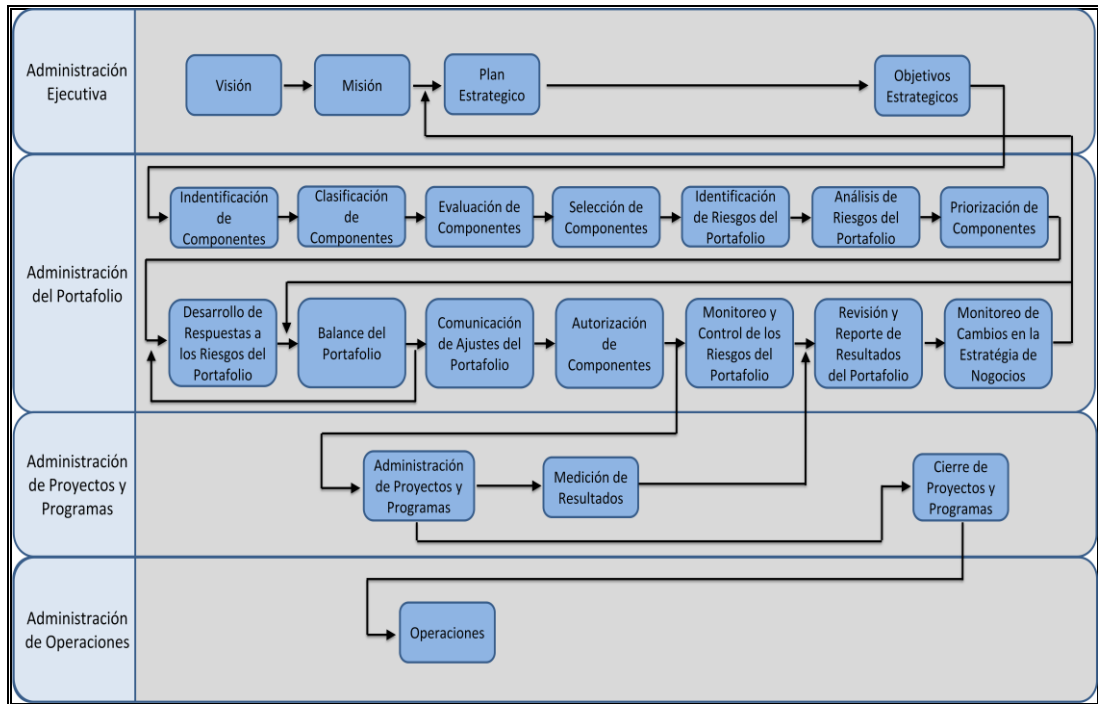 Administración
Ejecutiva
Visión
Misión
Plan
Estrategico
Objetivos
Estrategicos
Administración
del Portafolio
Indentificación
de
Componentes
Clasificación
de
Componentes
Evaluación de
Componentes
Selección de
Componentes
Identificación
de Riesgos del
Portafolio
Análisis de
Riesgos del
Portafolio
Priorización de
Componentes
Desarrollo de
Respuestas a
los Riesgos del
Portafolio
Balance del
Portafolio
Comunicación
de Ajustes del
Portafolio
Autorización
de
Componentes
Monitoreo y
Control de los
Riesgos del
Portafolio
Revisión y
Reporte de
Resultados
del Portafolio
Monitoreo de
Cambios en la
Estratégia de
Nogocios
Administración
de Proyectos y
Programas
Administración
de Proyectos y
Programas
Medición de
Resultados
Cierre de
Proyectos y
Programas
Administración
de Operaciones
Operaciones